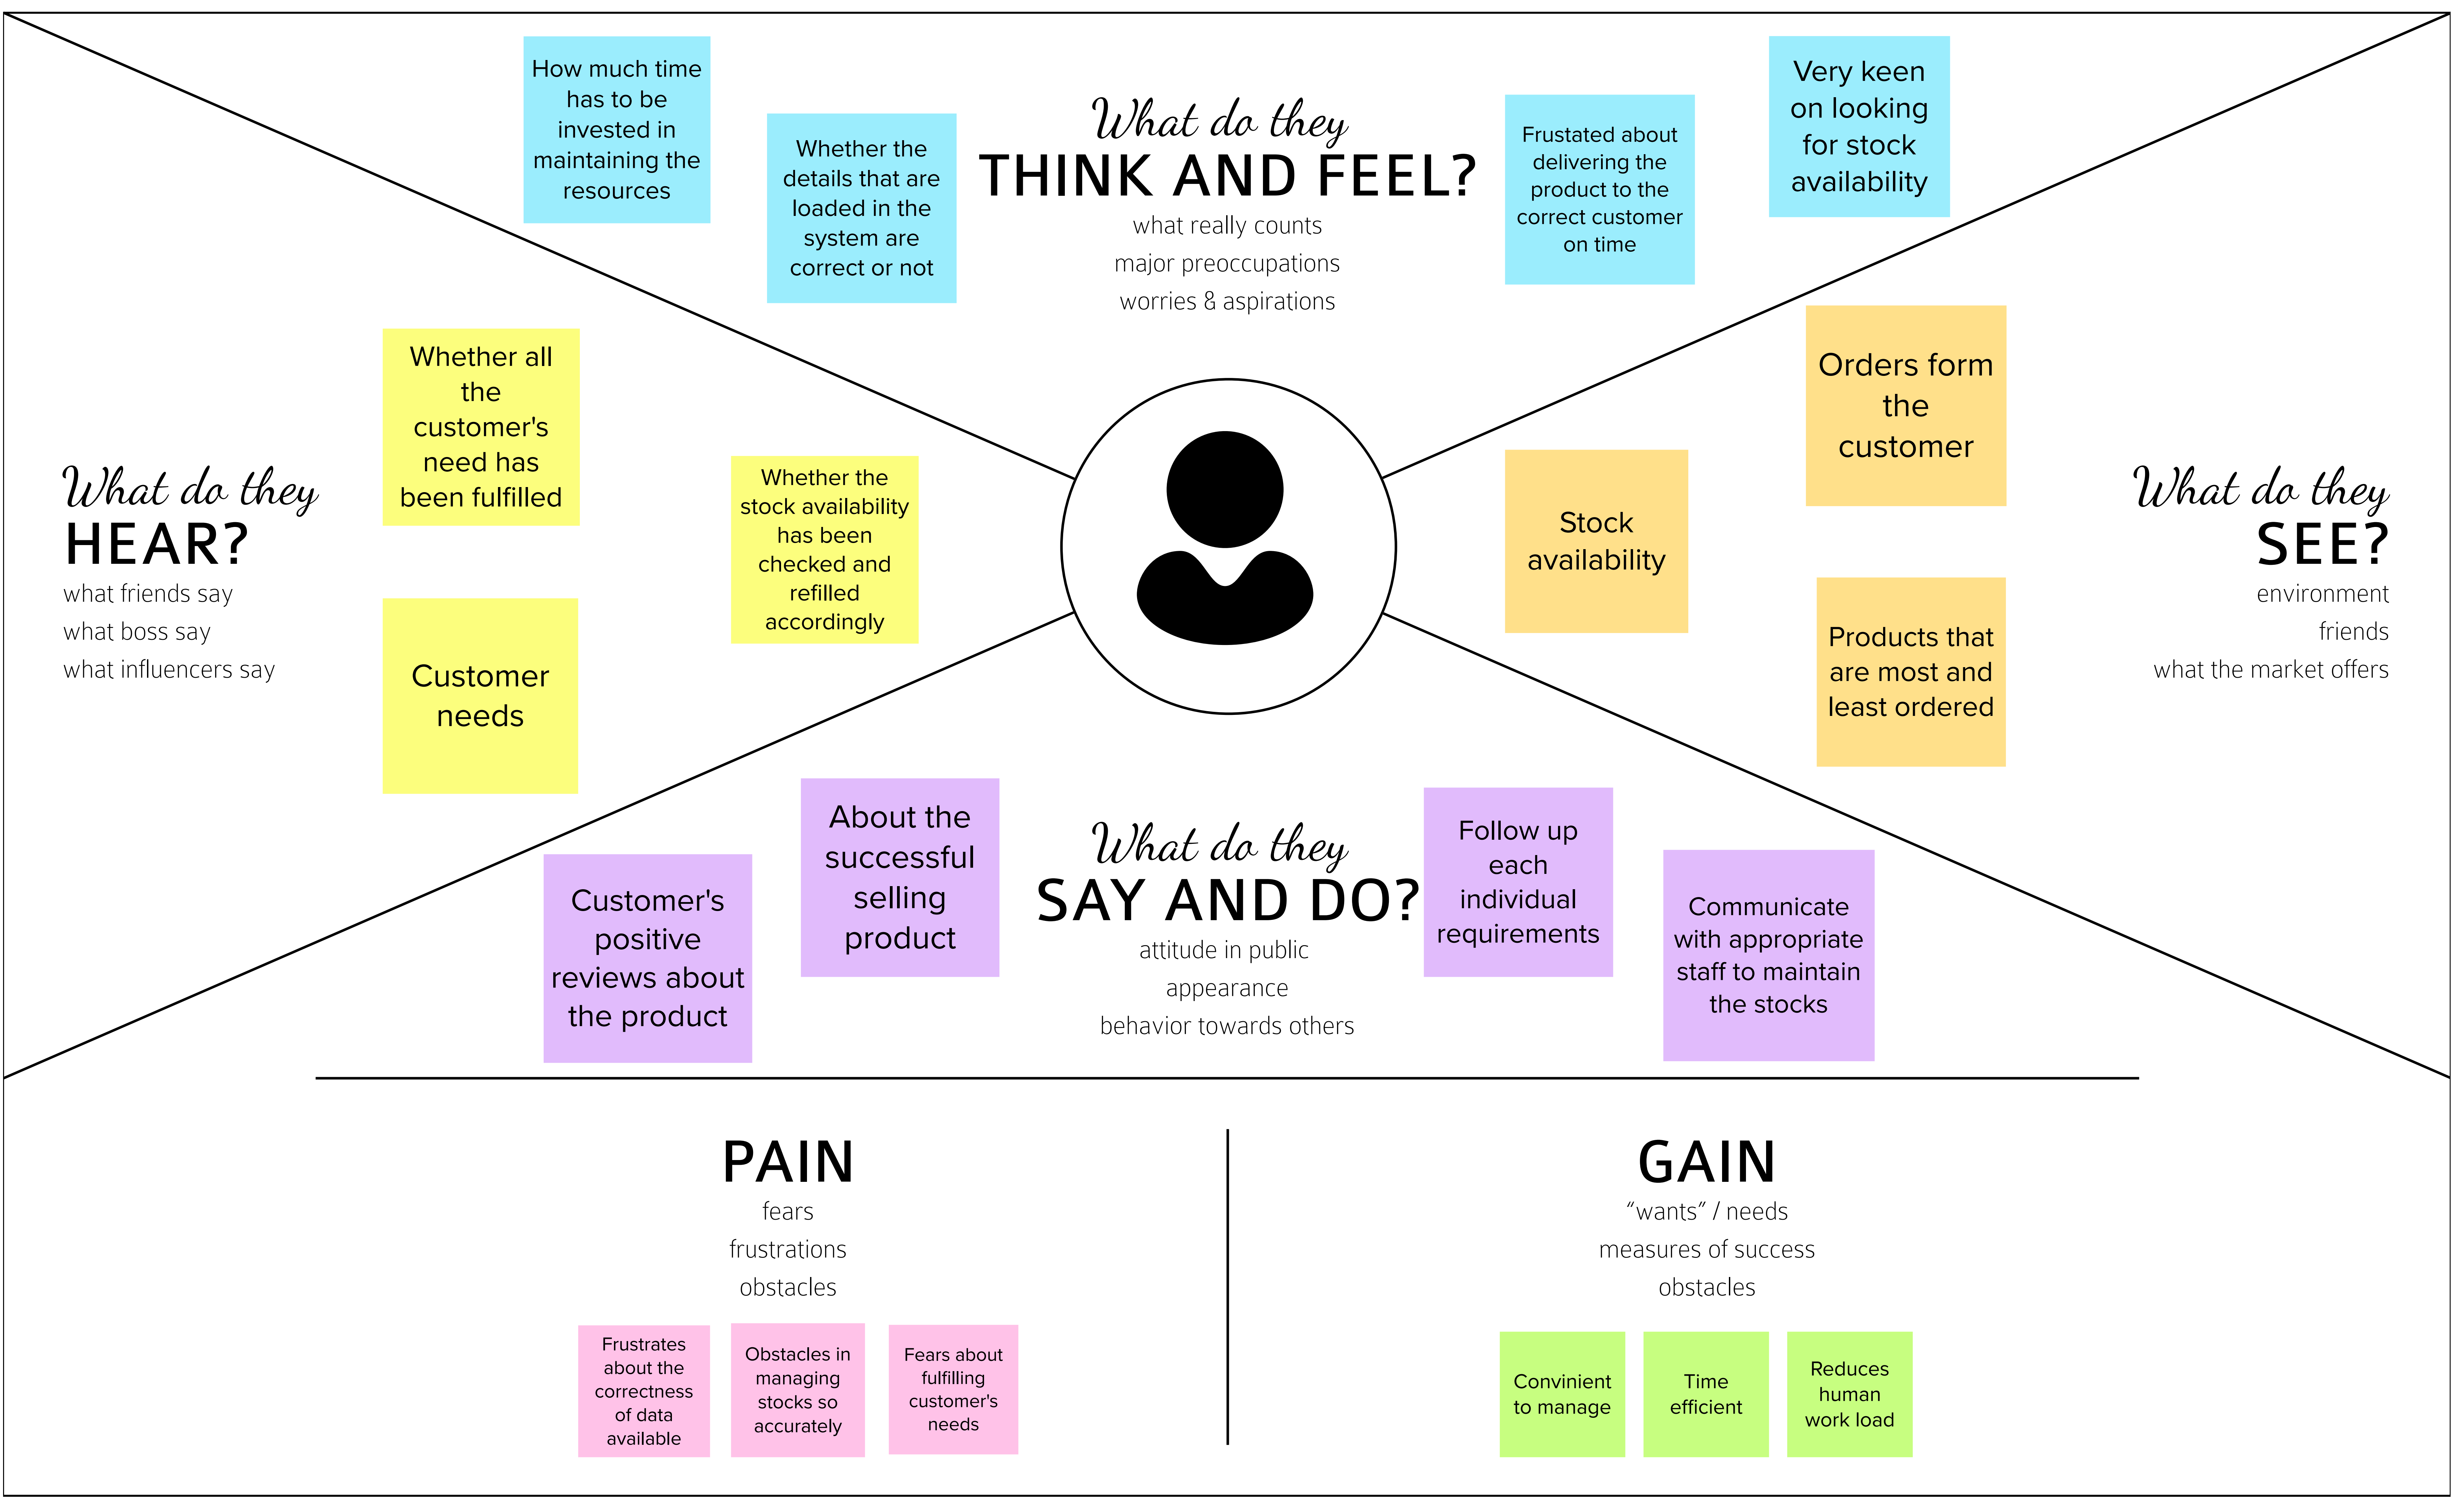 How much time
has to be
invested in
maintaining the
resources
Whether the
details that are
loaded in the
system are
correct or not
What do they
THINK AND FEEL?
what really counts
major preoccupations
worries & aspirations
Frustated about
delivering the
product to the
correct customer
on time
Very keen
on looking
for stock
availability
What do they
HEAR?
what friends say
what boss say
what influencers say
Whether all
the
customer's
need has
been fulfilled
Customer
needs
Whether the
stock availability
has been
checked and
refilled
accordingly
Stock
availability
Orders form
the
customer
Products that
are most and
least ordered
What do they
SEE?
environment
friends
what the market offers
Customer's
positive
reviews about
the product
About the
successful
selling
product
What do they
SAY AND DO?
attitude in public
appearance
behavior towards others
Follow up
each
individual
requirements
Communicate
with appropriate
staff to maintain
the stocks
PAIN
fears
frustrations
obstacles
Frustrates
about the
correctness
of data
available
Obstacles in
managing
stocks so
accurately
Fears about
fulfilling
customer's
needs
GAIN
“wants” / needs
measures of success
obstacles
Convinient
to manage
Time
efficient
Reduces
human
work load